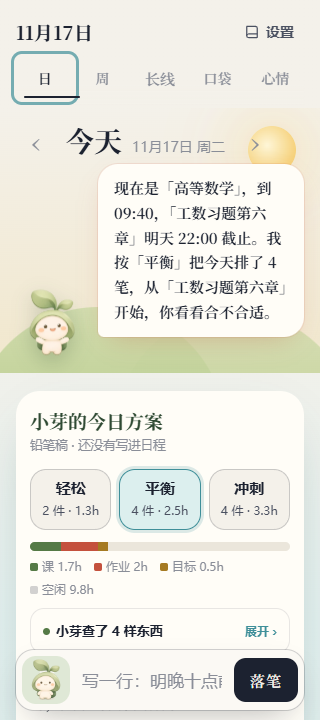 11月17日
设置
日 周 长线 口袋 心情
今天 11月17日 周二
现在是「高等数学」，到
09:40，「工数习题第六
章」明天 22:00 截止。我
按「平衡」把今天排了 4
笔，从「工数习题第六章」
开始，你看看合不合适。
小芽的今日方案
铅笔稿 · 还没有写进日程
轻松 平衡 冲刺
2 件 · 1.3h 4 件 · 2.5h 4 件 · 3.3h
课 1.7h 作业 2h 目标 0.5h
空闲 9.8h
小芽查了 4 样东西 展开 ›
写一行：明晚十点
落笔